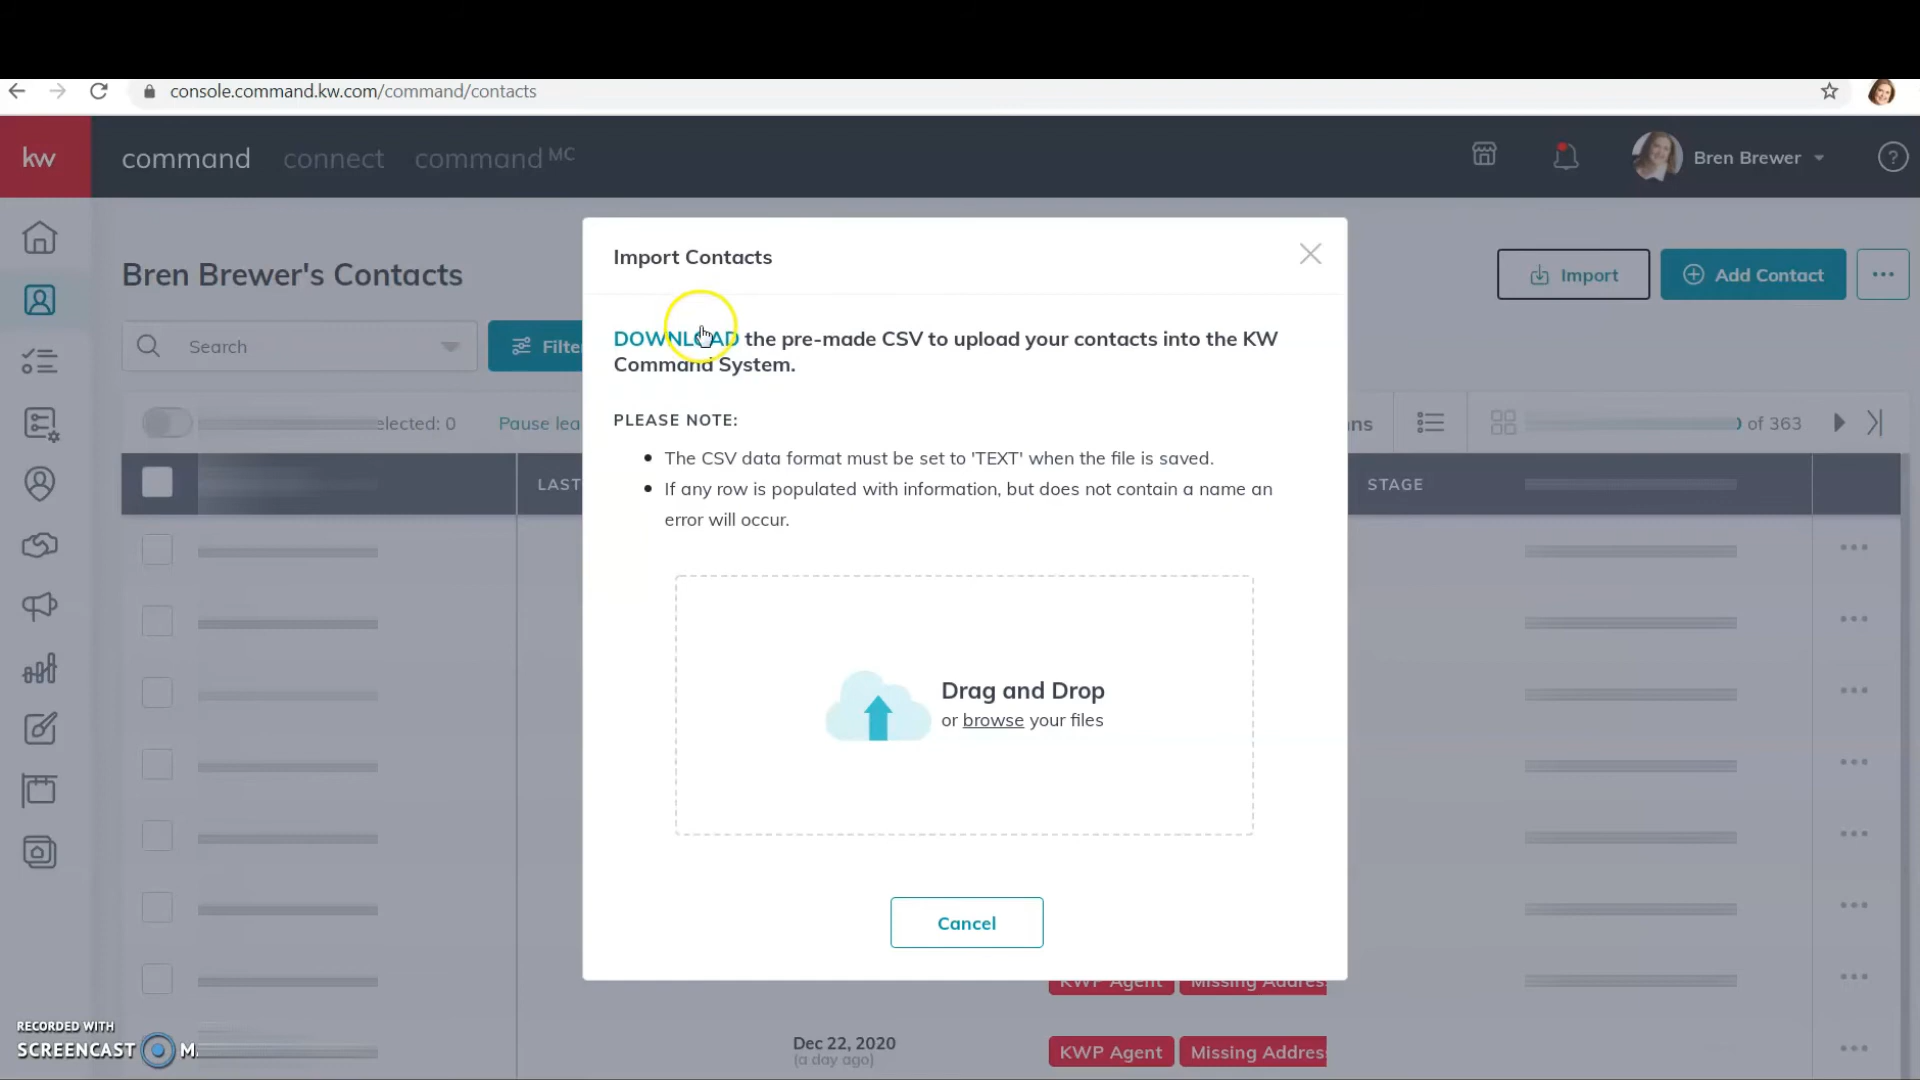 console.command.kw.com/command/contacts
kw
command connect command MC
Bren Brewer
?
Bren Brewer's Contacts
Import
Add Contact
Search
Import Contacts
DOWNLOAD the pre-made CSV to upload your contacts into the KW
Command System.
PLEASE NOTE:
• The CSV data format must be set to 'TEXT' when the file is saved.
• If any row is populated with information, but does not contain a name an
error will occur.
Drag and Drop
or browse your files
Cancel
elected: 0
Pause
of 363
LAST
STAGE
KWP Agent
Missing
Dec 22, 2020
(a day ago)
KWP Agent
Missing
RECORDED WITH
SCREENCAST